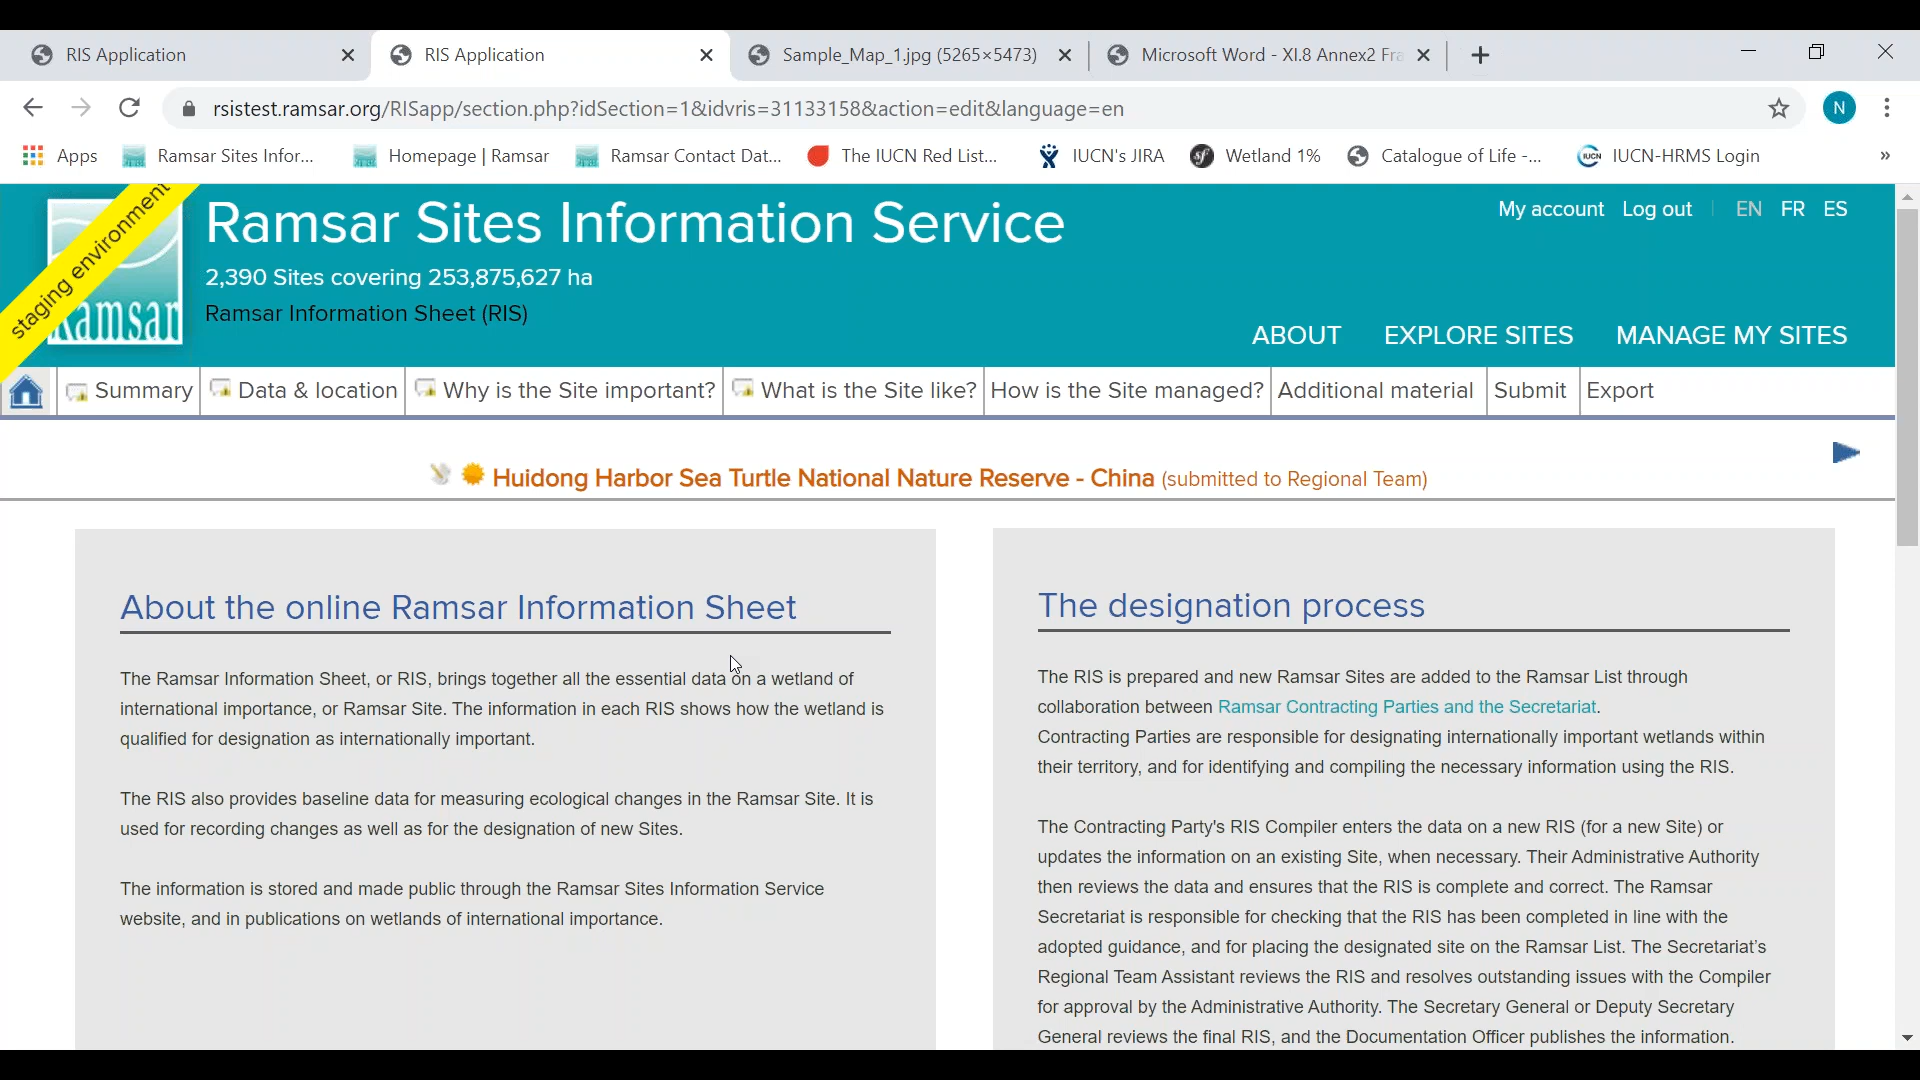 RIS Application
RIS Application
Sample_Map_1.jpg (5265×5473)
Microsoft Word - XI.8 Annex2 Fra
rsistest.ramsar.org/RISapp/section.php?idSection=1&idvris=31133158&action=edit&language=en
N
Apps
Ramsar Sites Infor...
Homepage | Ramsar
Ramsar Contact Dat...
The IUCN Red List...
IUCN's JIRA
Wetland 1%
Catalogue of Life -...
IUCN-HRMS Login
»
staging environment
Ramsar
Ramsar Sites Information Service
My account Log out | EN FR ES
2,390 Sites covering 253,875,627 ha
Ramsar Information Sheet (RIS)
ABOUT EXPLORE SITES MANAGE MY SITES
Summary
Data & location
Why is the Site important?
What is the Site like?
How is the Site managed?
Additional material
Submit
Export
Huidong Harbor Sea Turtle National Nature Reserve - China (submitted to Regional Team)
About the online Ramsar Information Sheet
The Ramsar Information Sheet, or RIS, brings together all the essential data on a wetland of
international importance, or Ramsar Site. The information in each RIS shows how the wetland is
qualified for designation as internationally important.
The RIS also provides baseline data for measuring ecological changes in the Ramsar Site. It is
used for recording changes as well as for the designation of new Sites.
The information is stored and made public through the Ramsar Sites Information Service
website, and in publications on wetlands of international importance.
The designation process
The RIS is prepared and new Ramsar Sites are added to the Ramsar List through
collaboration between Ramsar Contracting Parties and the Secretariat.
Contracting Parties are responsible for designating internationally important wetlands within
their territory, and for identifying and compiling the necessary information using the RIS.
The Contracting Party's RIS Compiler enters the data on a new RIS (for a new Site) or
updates the information on an existing Site, when necessary. Their Administrative Authority
then reviews the data and ensures that the RIS is complete and correct. The Ramsar
Secretariat is responsible for checking that the RIS has been completed in line with the
adopted guidance, and for placing the designated site on the Ramsar List. The Secretariat's
Regional Team Assistant reviews the RIS and resolves outstanding issues with the Compiler
for approval by the Administrative Authority. The Secretary General or Deputy Secretary
General reviews the final RIS, and the Documentation Officer publishes the information.